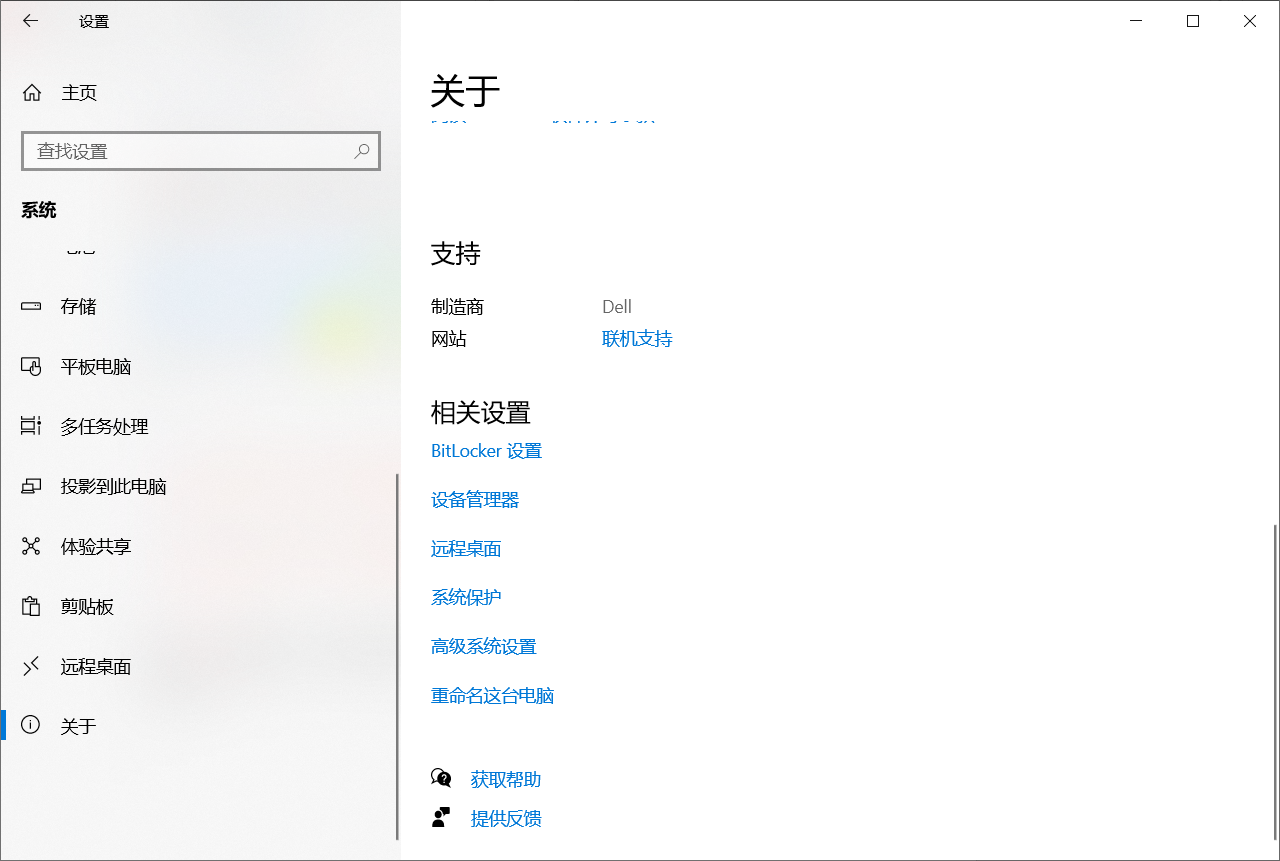 设置
主页
查找设置
系统
存储
平板电脑
多任务处理
投影到此电脑
体验共享
剪贴板
远程桌面
关于
关于
支持
制造商 Dell
网站 联机支持
相关设置
BitLocker 设置
设备管理器
远程桌面
系统保护
高级系统设置
重命名这台电脑
获取帮助
提供反馈